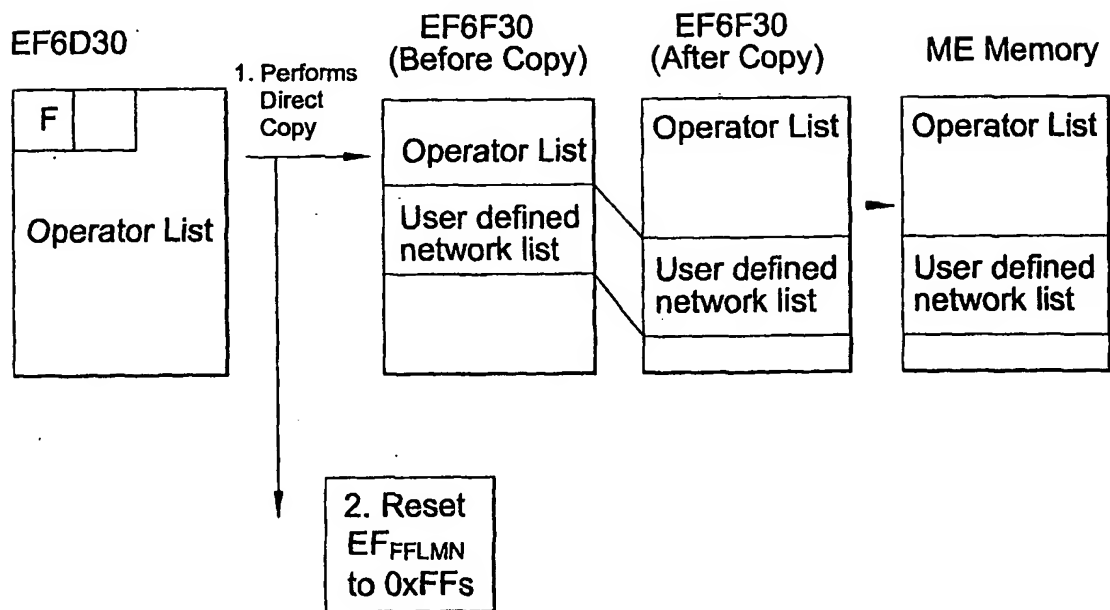 EF6D30
F
Operator List
1. Performs
Direct
Copy
2. Reset
EFFFLMN
to 0xFFs
EF6F30
(Before Copy)
Operator List
User defined
network list
EF6F30
(After Copy)
Operator List
User defined
network list
ME Memory
Operator List
User defined
network list